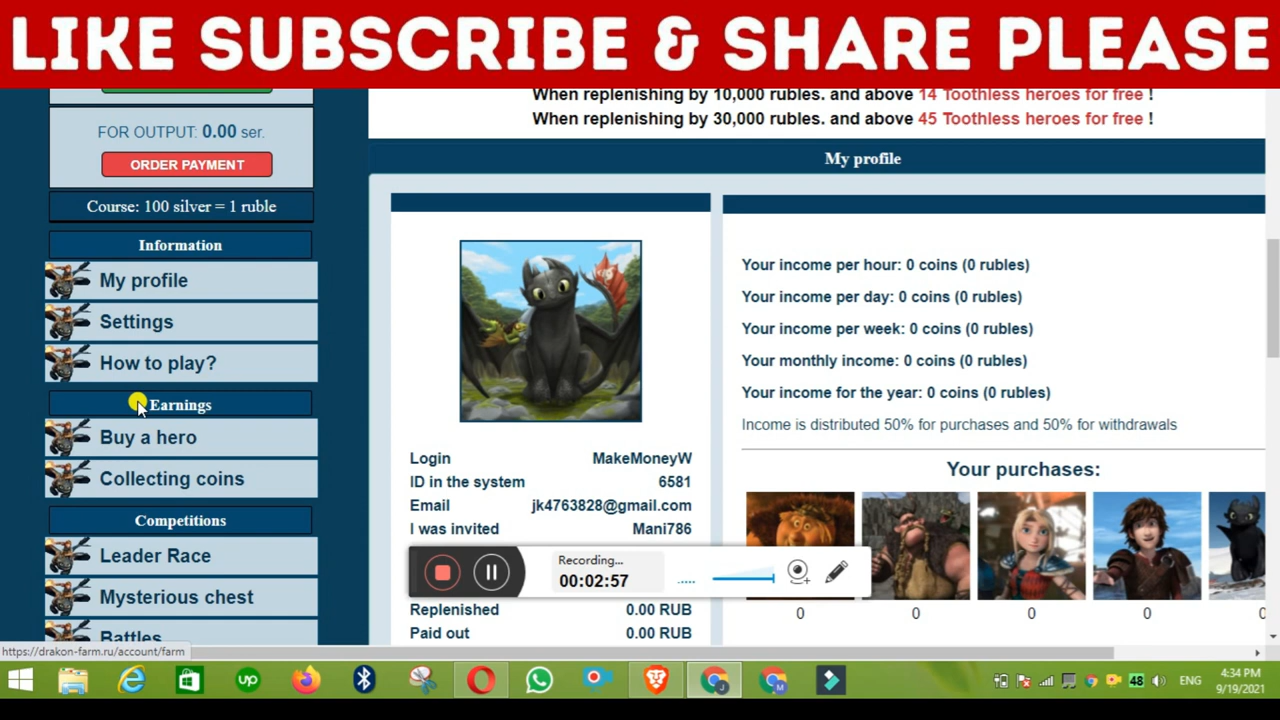 LIKE SUBSCRIBE & SHARE PLEASE
When replenishing by 10,000 rubles. and above 14 Toothless heroes for free !
When replenishing by 30,000 rubles. and above 45 Toothless heroes for free !
FOR OUTPUT: 0.00 ser.
ORDER PAYMENT
Course: 100 silver = 1 ruble
Information
My profile
Settings
How to play?
Earnings
Buy a hero
Collecting coins
Competitions
Leader Race
Mysterious chest
Battles
My profile
Login MakeMoneyW
ID in the system 6581
Email jk4763828@gmail.com
I was invited Mani786
Replenished 0.00 RUB
Paid out 0.00 RUB
Your income per hour: 0 coins (0 rubles)
Your income per day: 0 coins (0 rubles)
Your income per week: 0 coins (0 rubles)
Your monthly income: 0 coins (0 rubles)
Your income for the year: 0 coins (0 rubles)
Income is distributed 50% for purchases and 50% for withdrawals
Your purchases:
0 0 0 0 0
Recording...
00:02:57
https://drakon-farm.ru/account/farm
up
J
M
48
ENG
4:34 PM
9/19/2021